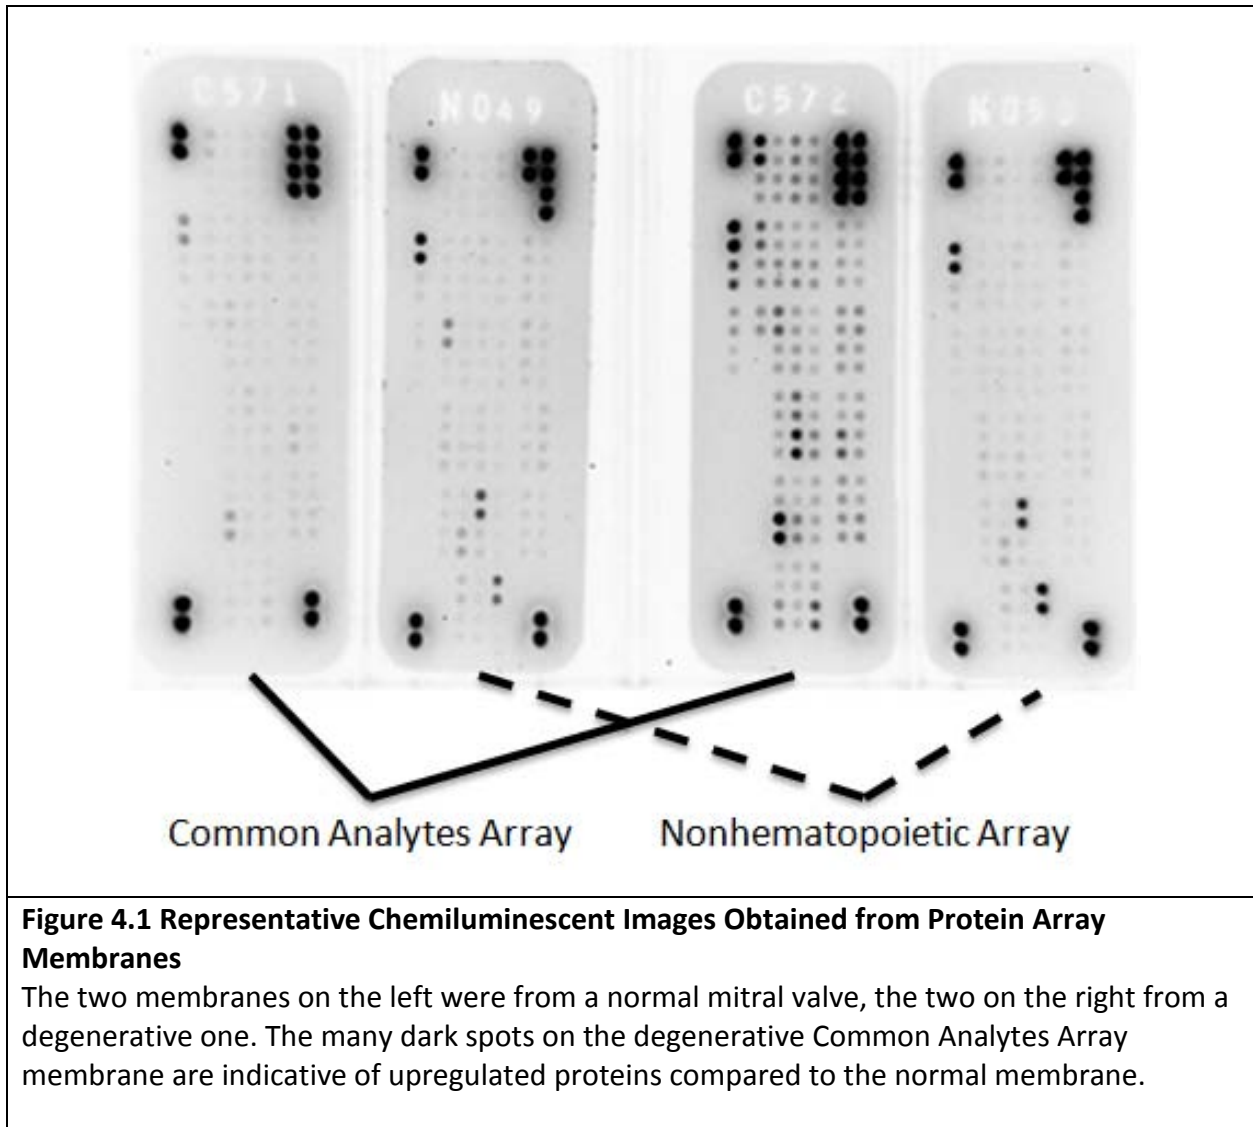 C571
N049
C572
N050
Common Analytes Array
Nonhematopoietic Array
Figure 4.1 Representative Chemiluminescent Images Obtained from Protein Array
Membranes
The two membranes on the left were from a normal mitral valve, the two on the right from a
degenerative one. The many dark spots on the degenerative Common Analytes Array
membrane are indicative of upregulated proteins compared to the normal membrane.